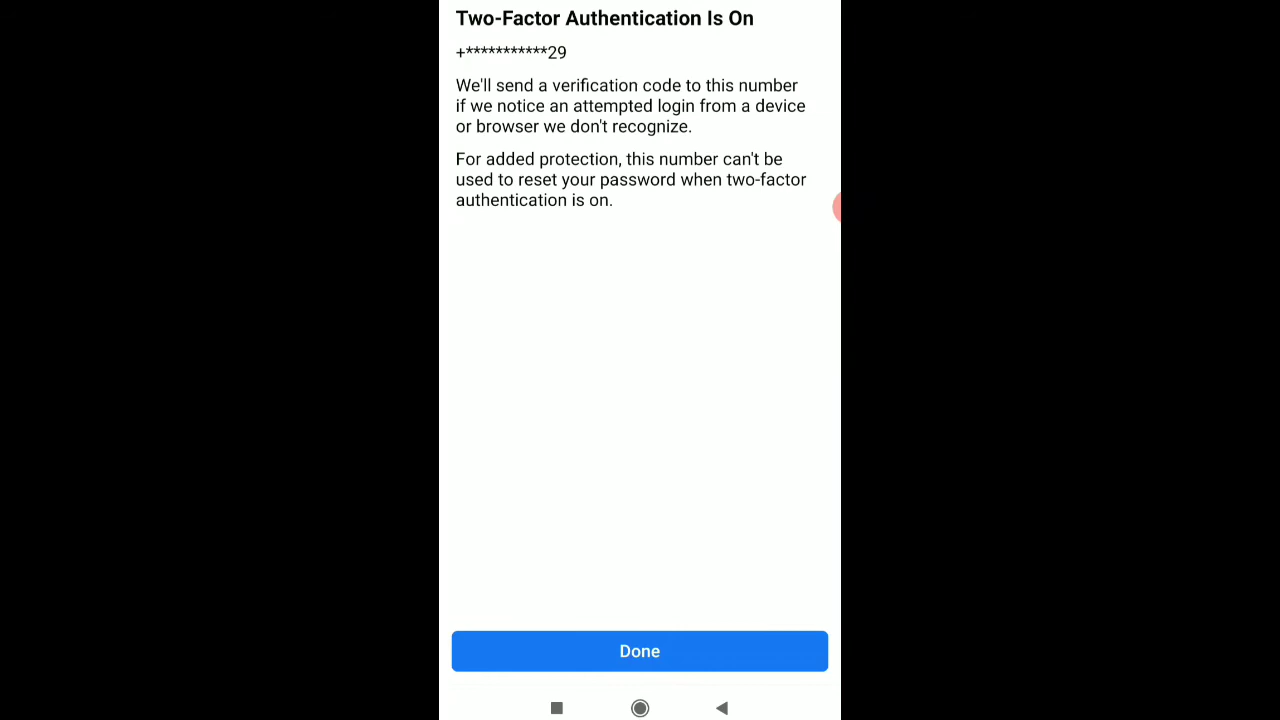 Two-Factor Authentication Is On
+***********29
We'll send a verification code to this number
if we notice an attempted login from a device
or browser we don't recognize.
For added protection, this number can't be
used to reset your password when two-factor
authentication is on.
Done